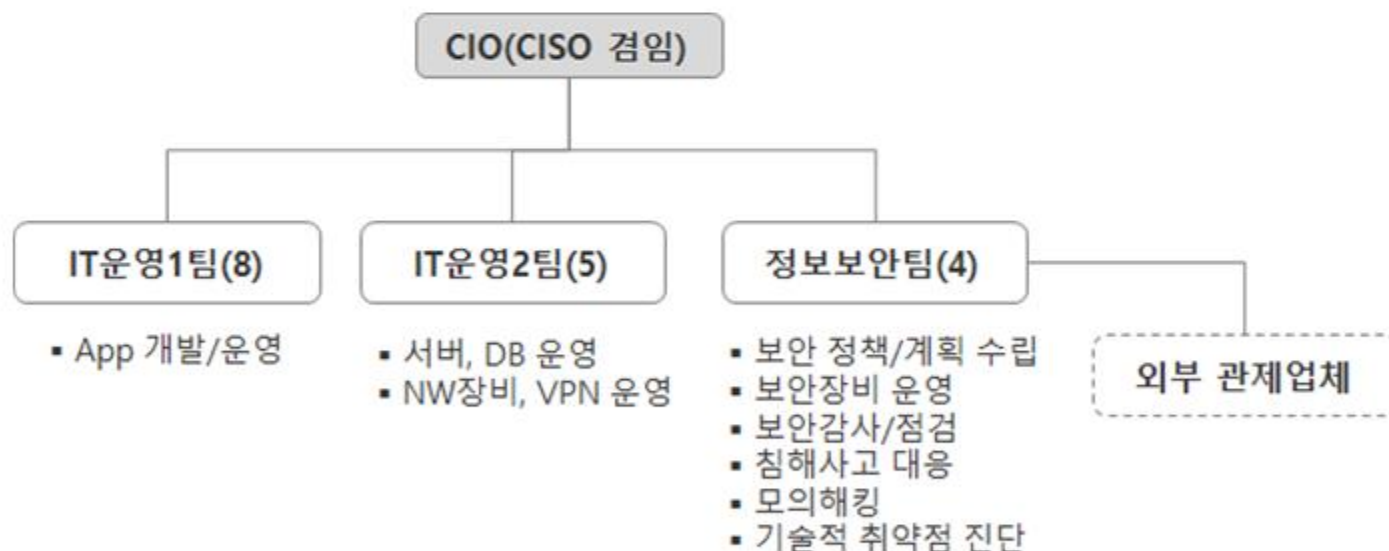 CIO(CISO 겸임)
IT운영1팀(8)
IT운영2팀(5)
정보보안팀(4)
▪ App 개발/운영
▪ 서버, DB 운영
▪ NW장비, VPN 운영
▪ 보안 정책/계획 수립
▪ 보안장비 운영
▪ 보안감사/점검
▪ 침해사고 대응
▪ 모의해킹
▪ 기술적 취약점 진단
외부 관제업체